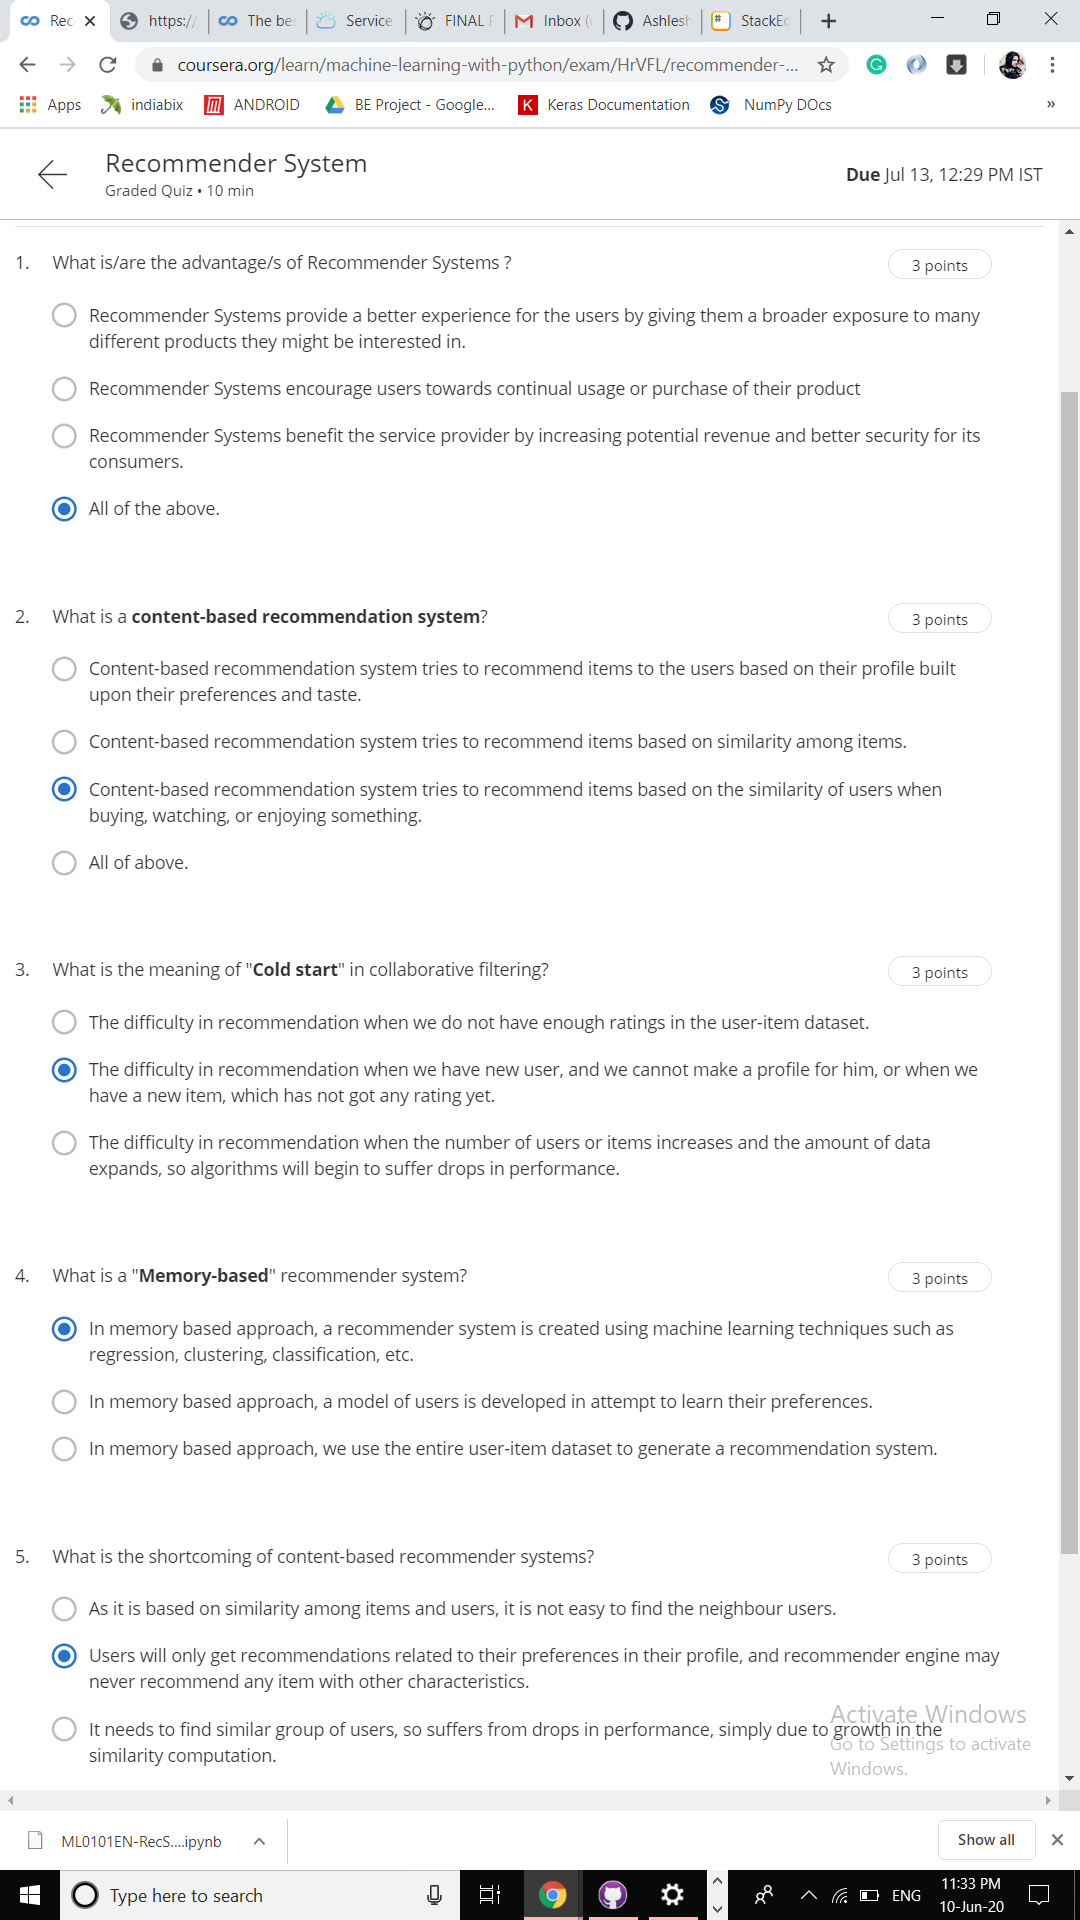 Rec
https://
The bes
Service
FINAL F
Inbox (
Ashlesh
StackEd
coursera.org/learn/machine-learning-with-python/exam/HrVFL/recommender-...
Apps
indiabix
ANDROID
BE Project - Google...
Keras Documentation
NumPy DOcs
»
Recommender System
Graded Quiz • 10 min
Due Jul 13, 12:29 PM IST
1. What is/are the advantage/s of Recommender Systems ?
3 points
Recommender Systems provide a better experience for the users by giving them a broader exposure to many
different products they might be interested in.
Recommender Systems encourage users towards continual usage or purchase of their product
Recommender Systems benefit the service provider by increasing potential revenue and better security for its
consumers.
All of the above.
2. What is a content-based recommendation system?
3 points
Content-based recommendation system tries to recommend items to the users based on their profile built
upon their preferences and taste.
Content-based recommendation system tries to recommend items based on similarity among items.
Content-based recommendation system tries to recommend items based on the similarity of users when
buying, watching, or enjoying something.
All of above.
3. What is the meaning of "Cold start" in collaborative filtering?
3 points
The difficulty in recommendation when we do not have enough ratings in the user-item dataset.
The difficulty in recommendation when we have new user, and we cannot make a profile for him, or when we
have a new item, which has not got any rating yet.
The difficulty in recommendation when the number of users or items increases and the amount of data
expands, so algorithms will begin to suffer drops in performance.
4. What is a "Memory-based" recommender system?
3 points
In memory based approach, a recommender system is created using machine learning techniques such as
regression, clustering, classification, etc.
In memory based approach, a model of users is developed in attempt to learn their preferences.
In memory based approach, we use the entire user-item dataset to generate a recommendation system.
5. What is the shortcoming of content-based recommender systems?
3 points
As it is based on similarity among items and users, it is not easy to find the neighbour users.
Users will only get recommendations related to their preferences in their profile, and recommender engine may
never recommend any item with other characteristics.
It needs to find similar group of users, so suffers from drops in performance, simply due to growth in the
similarity computation.
Activate Windows
Go to Settings to activate
Windows.
ML0101EN-RecS....ipynb
Show all
Type here to search
ENG
11:33 PM
10-Jun-20